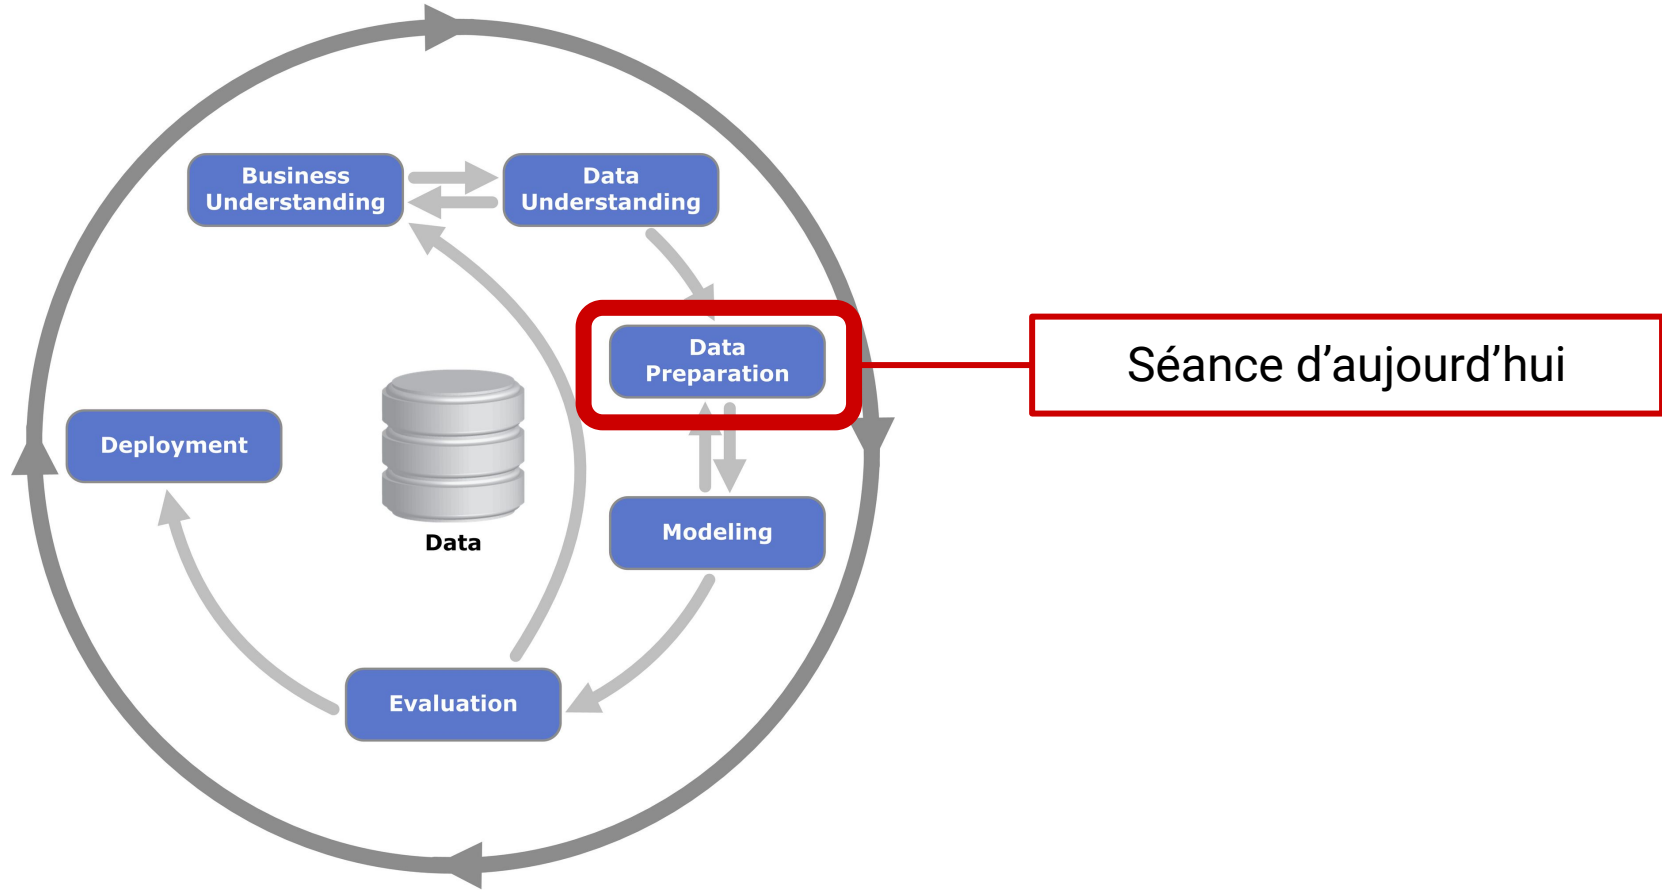 Business
Understanding
Data
Understanding
Data
Preparation
Séance d’aujourd’hui
Deployment
Data
Modeling
Evaluation